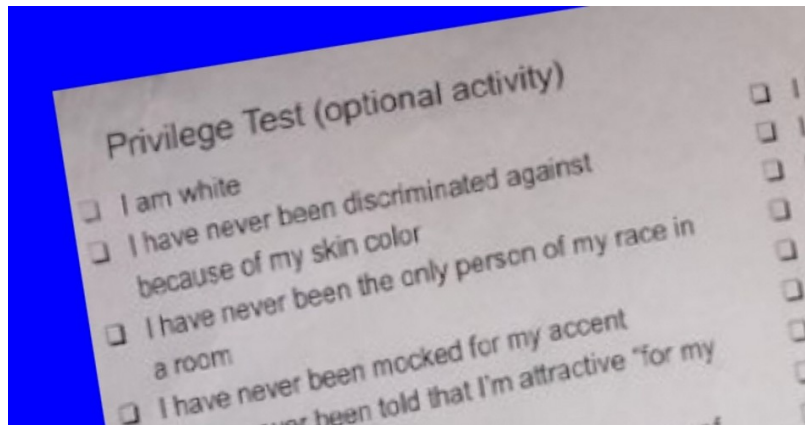 Privilege Test (optional activity)
❏ I am white
❏ I have never been discriminated against
because of my skin color
❏ I have never been the only person of my race in
a room
❏ I have never been mocked for my accent
been told that I'm attractive "for my